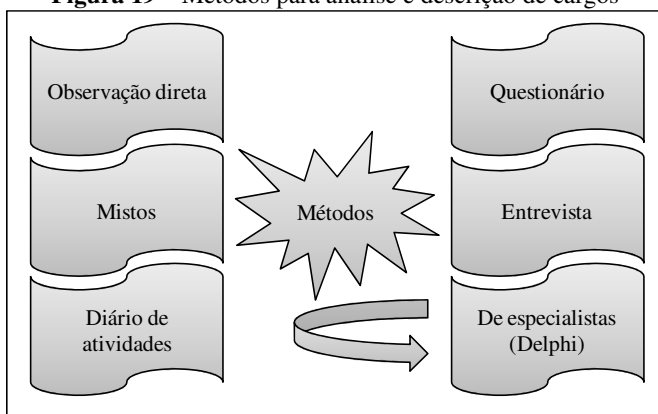 Figura 19 – Métodos para análise e descrição de cargos
Observação direta
Questionário
Mistos
Métodos
Entrevista
Diário de
atividades
De especialistas
(Delphi)